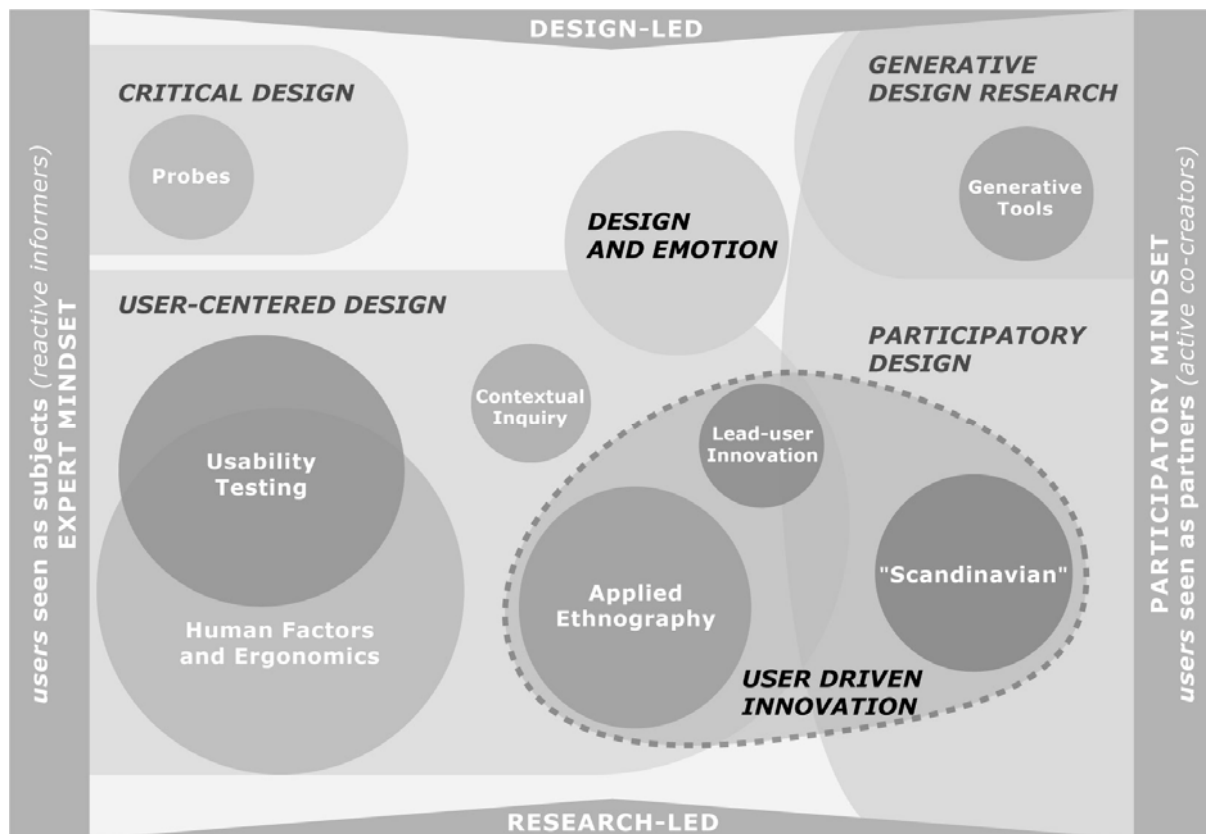 DESIGN-LED
users seen as subjects (reactive informers)
EXPERT MINDSET
CRITICAL DESIGN
Probes
GENERATIVE
DESIGN RESEARCH
Generative
Tools
DESIGN
AND EMOTION
USER-CENTERED DESIGN
PARTICIPATORY
DESIGN
Contextual
Inquiry
Lead-user
Innovation
Usability
Testing
Applied
Ethnography
"Scandinavian"
Human Factors
and Ergonomics
USER DRIVEN
INNOVATION
PARTICIPATORY MINDSET
users seen as partners (active co-creators)
RESEARCH-LED